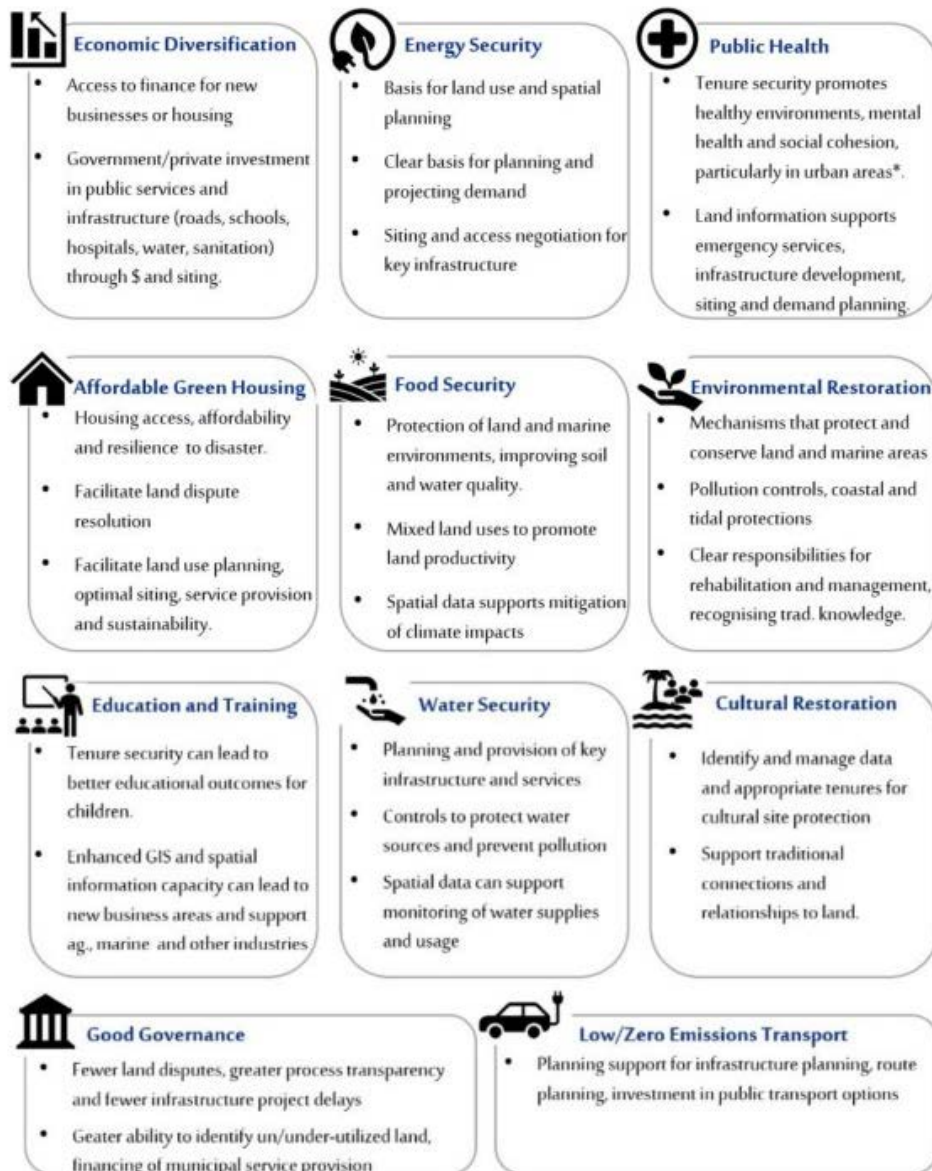 Economic Diversification
• Access to finance for new
businesses or housing
• Government/private investment
in public services and
infrastructure (roads, schools,
hospitals, water, sanitation)
through $ and siting.
Energy Security
• Basis for land use and spatial
planning
• Clear basis for planning and
projecting demand
• Siting and access negotiation for
key infrastructure
Public Health
• Tenure security promotes
healthy environments, mental
health and social cohesion,
particularly in urban areas*.
• Land information supports
emergency services,
infrastructure development,
siting and demand planning.
Affordable Green Housing
• Housing access, affordability
and resilience to disaster.
• Facilitate land dispute
resolution
• Facilitate land use planning,
optimal siting, service provision
and sustainability.
Food Security
• Protection of land and marine
environments, improving soil
and water quality.
• Mixed land uses to promote
land productivity
• Spatial data supports mitigation
of climate impacts
Environmental Restoration
• Mechanisms that protect and
conserve land and marine areas
• Pollution controls, coastal and
tidal protections
• Clear responsibilities for
rehabilitation and management,
recognising trad. knowledge.
Education and Training
• Tenure security can lead to
better educational outcomes for
children.
• Enhanced GIS and spatial
information capacity can lead to
new business areas and support
ag., marine and other industries
Water Security
• Planning and provision of key
infrastructure and services
• Controls to protect water
sources and prevent pollution
• Spatial data can support
monitoring of water supplies
and usage
Cultural Restoration
• Identify and manage data
and appropriate tenures for
cultural site protection
• Support traditional
connections and
relationships to land.
Good Governance
• Fewer land disputes, greater process transparency
and fewer infrastructure project delays
• Geater ability to identify un/under-utilized land,
financing of municipal service provision
Low/Zero Emissions Transport
• Planning support for infrastructure planning, route
planning, investment in public transport options